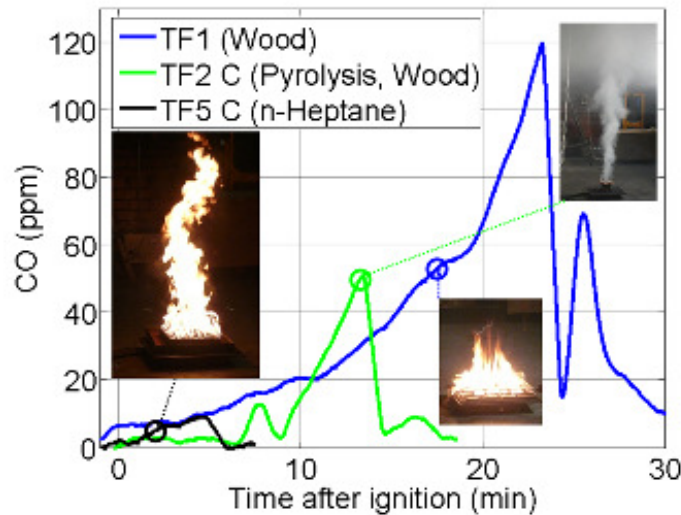 TF1 (Wood)
TF2 C (Pyrolysis, Wood)
TF5 C (n-Heptane)
CO (ppm)
120
100
80
60
40
20
0
0
10
20
30
Time after ignition (min)